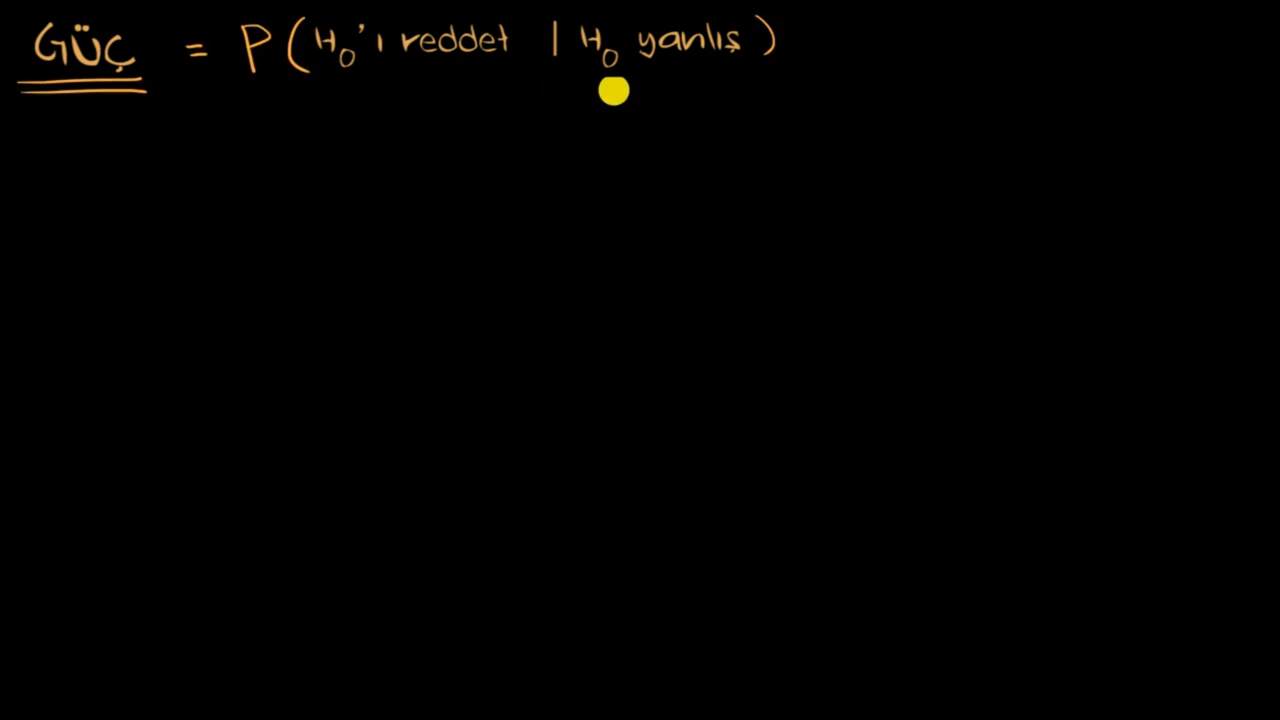 GÜÇ = P(H₀'ı reddet | H₀ yanlış)